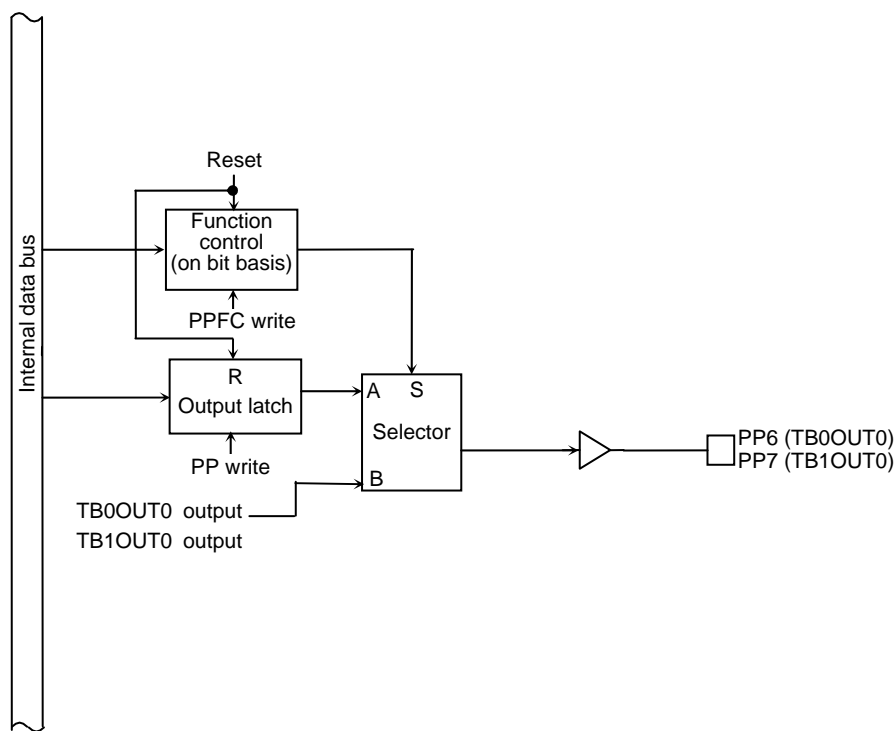 Internal data bus
Reset
Function
control
(on bit basis)
PPFC write
R
Output latch
PP write
A
S
Selector
B
TB0OUT0 output
TB1OUT0 output
PP6 (TB0OUT0)
PP7 (TB1OUT0)